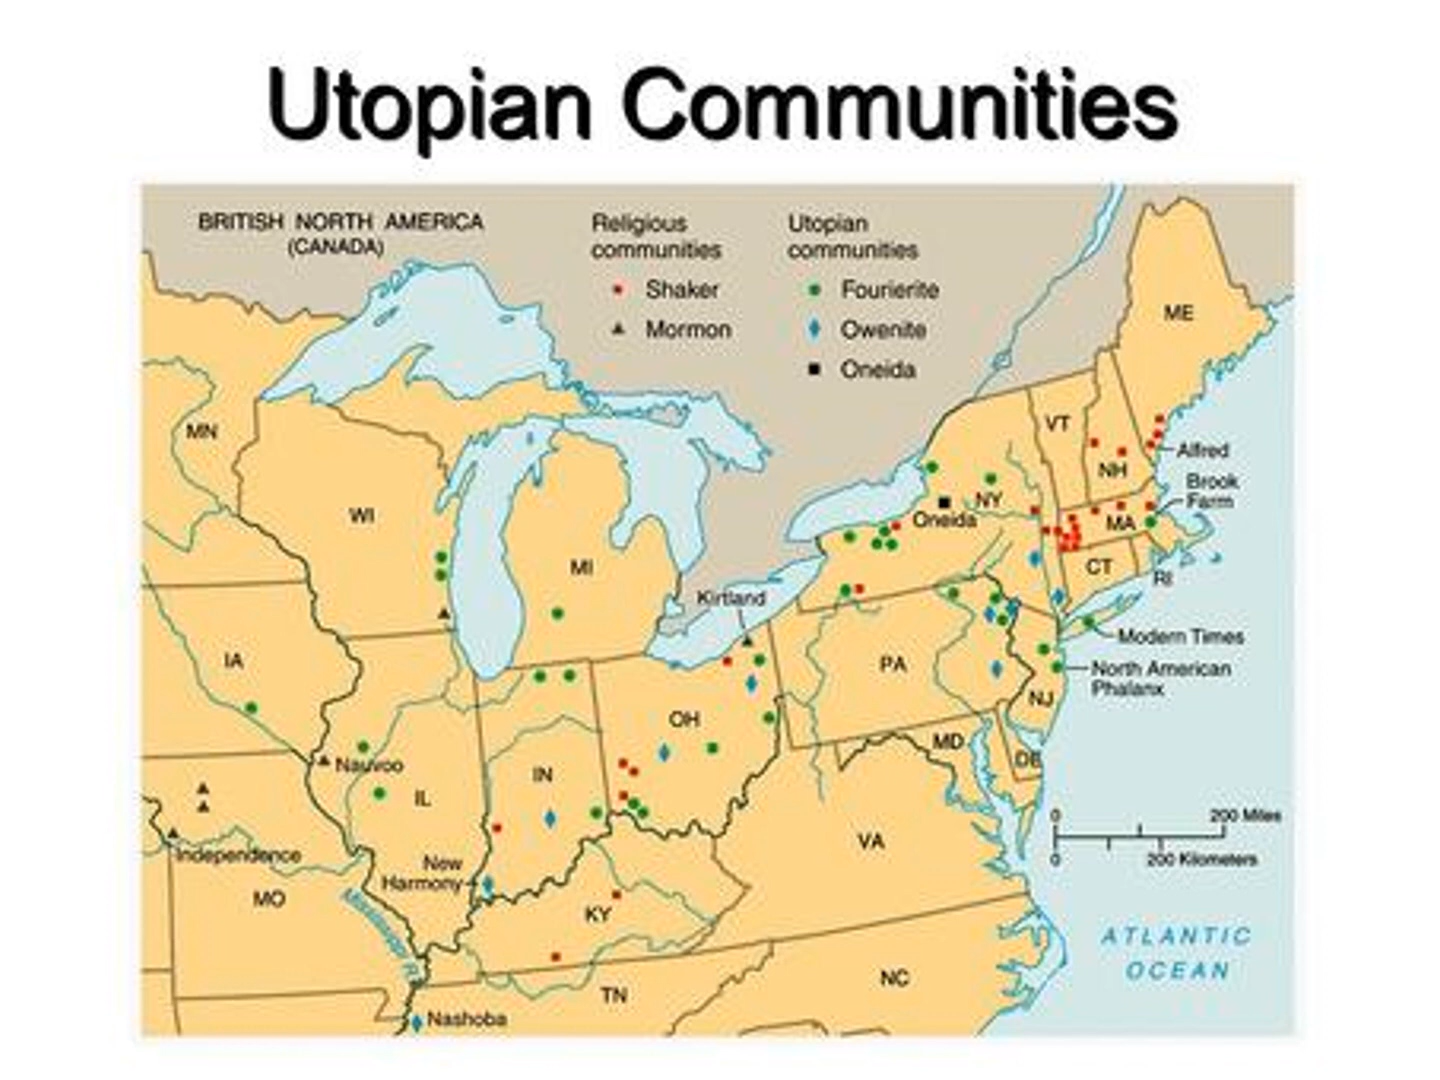 Utopian Communities
BRITISH NORTH AMERICA
(CANADA)
Religious
communities
Shaker
Mormon
Utopian
communities
Fourierite
Owenite
Oneida
ME
VT
NH
Alfred
Brook
Farm
MN
WI
MI
NY
Oneida
MA
CT
RI
Kirtland
Modern Times
North American
Phalanx
IA
PA
NJ
OH
MD
DE
Nauvoo
IL
IN
0
200 Miles
0
200 Kilometers
VA
Independence
New
Harmony
MO
Mississippi R.
KY
ATLANTIC
OCEAN
TN
NC
Nashoba